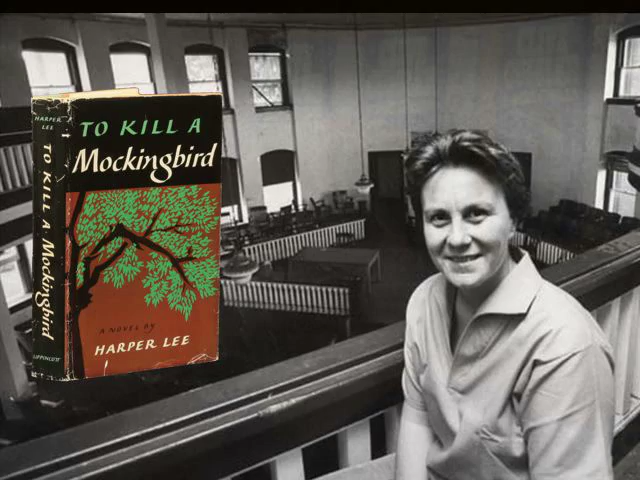 HARPER
LEE
TO KILL A Mockingbird
LIPPINCOTT
TO KILL A
Mockingbird
A NOVEL BY
HARPER LEE